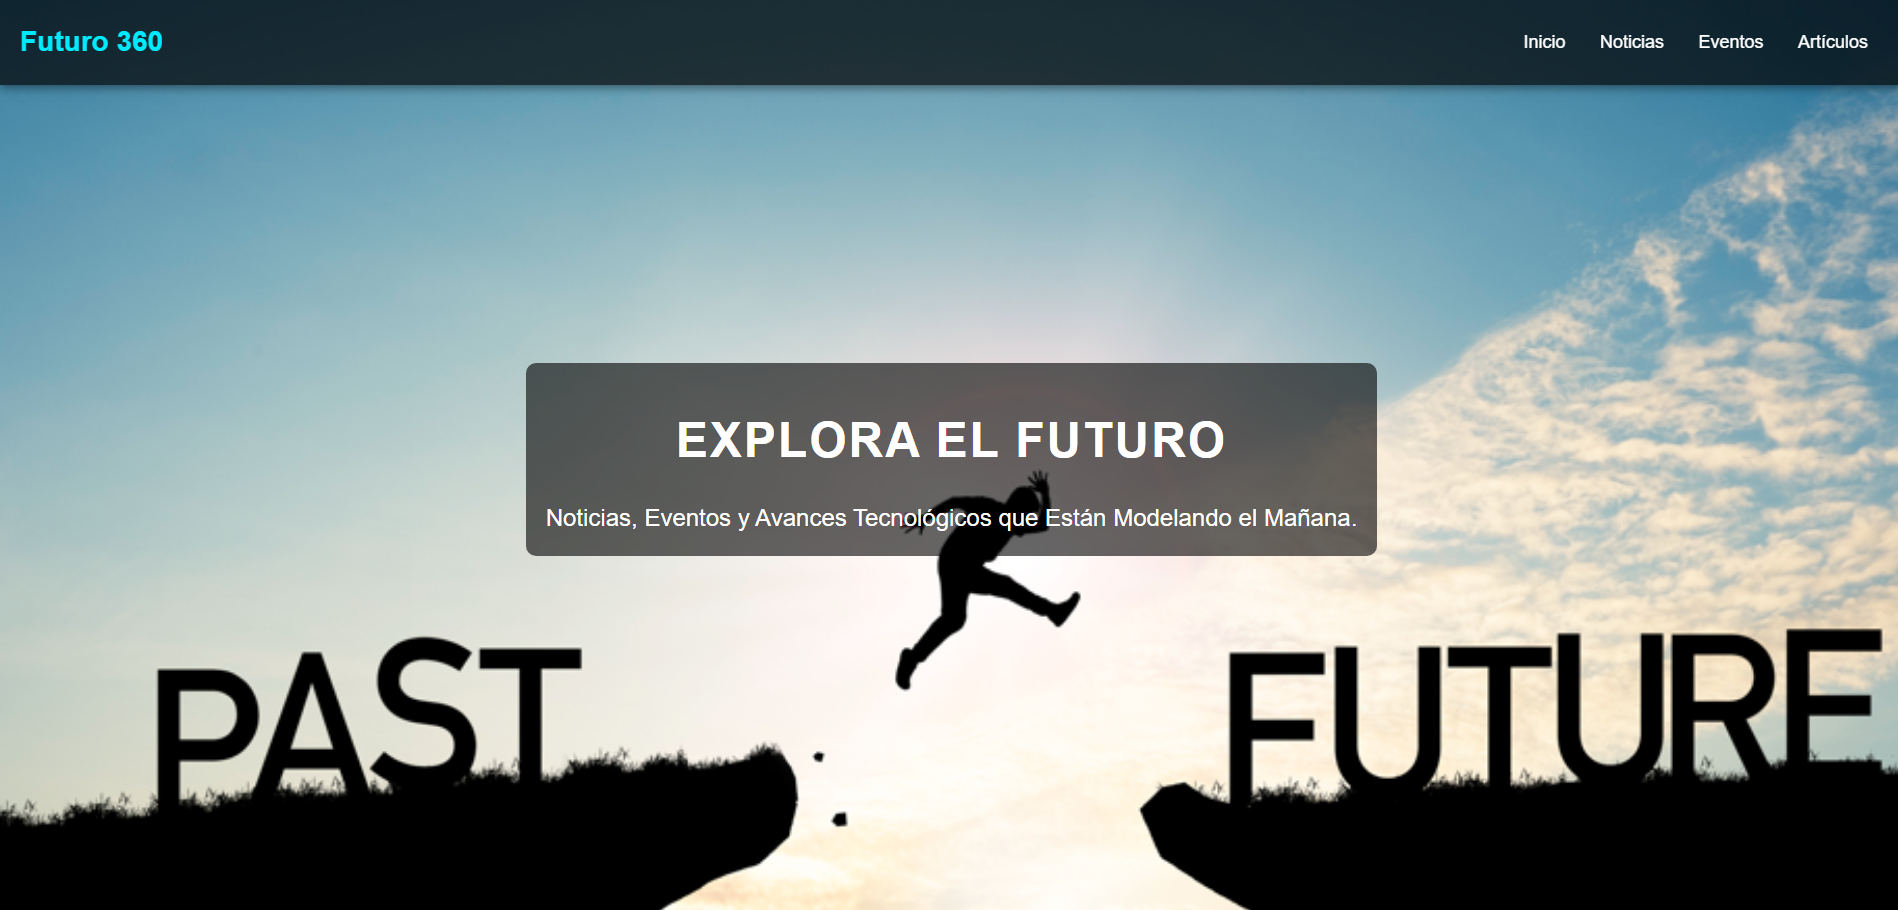 Futuro 360
Inicio Noticias Eventos Artículos
EXPLORA EL FUTURO
Noticias, Eventos y Avances Tecnológicos que Están Modelando el Mañana.
PAST
FUTURE